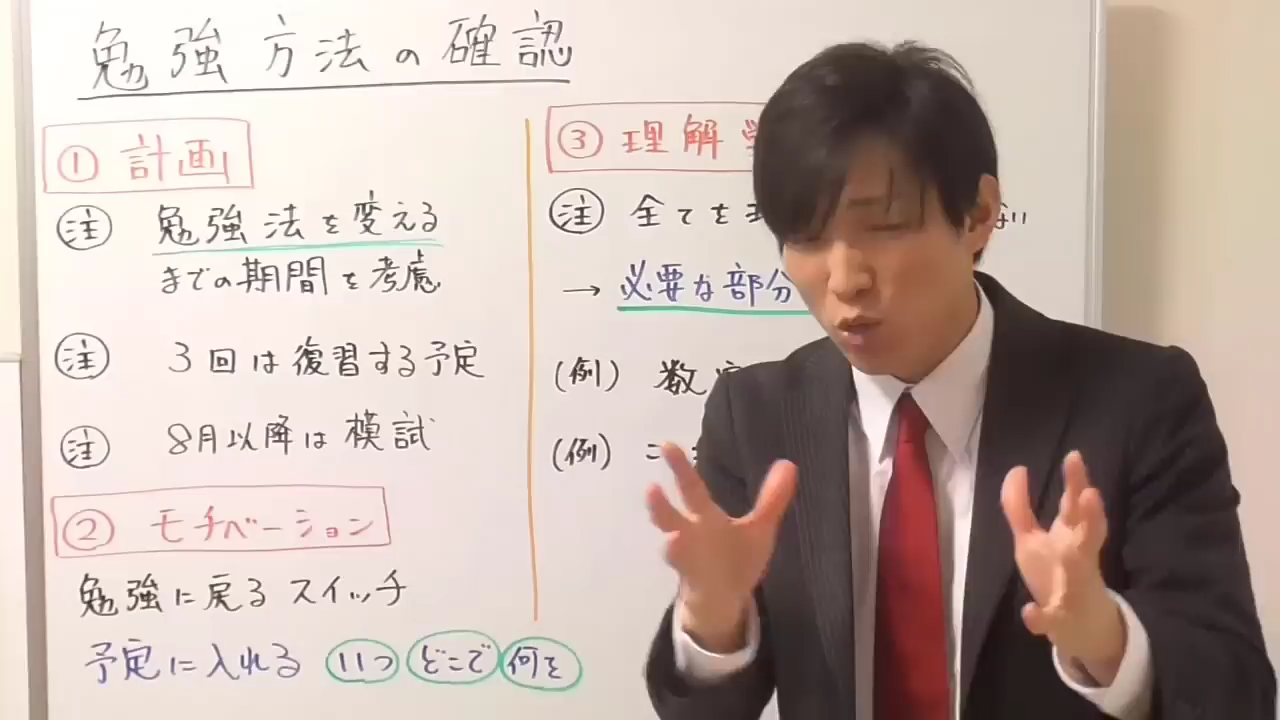 勉強方法の確認
① 計画
注 勉強法を変える
までの期間を考慮
注 3回は復習する予定
注 8月以降は模試
② モチベーション
勉強に戻るスイッチ
予定に入れる いつ どこで 何を
③ 理解
注 全てを ない
→ 必要な部分
(例) 数
(例) こ